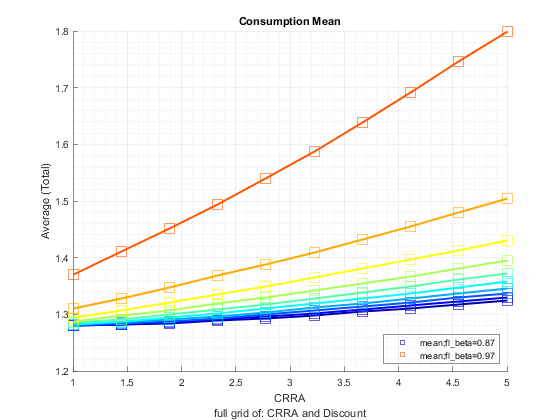 Consumption Mean
1.8
1.7
1.6
1.5
1.4
1.3
1.2
Average (Total)
1
1.5
2
2.5
3
3.5
4
4.5
5
mean;fl_beta=0.87
mean;fl_beta=0.97
CRRA
full grid of: CRRA and Discount